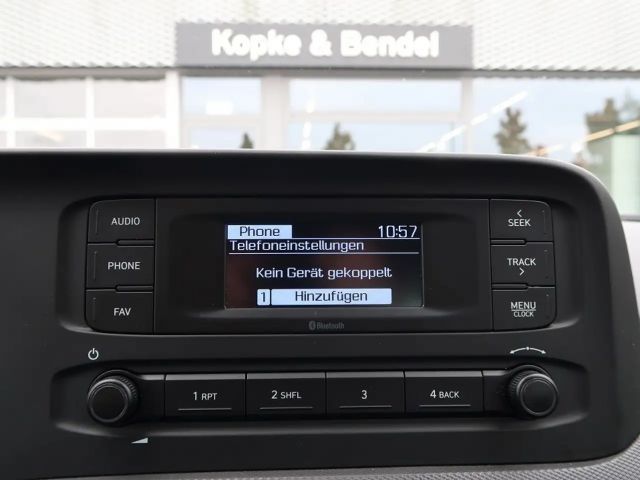 Kopke & Bendel
AUDIO
PHONE
FAV
Phone 10:57
Telefoneinstellungen
Kein Gerät gekoppelt
1 Hinzufügen
Bluetooth
SEEK
TRACK
MENU
CLOCK
1 RPT
2 SHFL
3
4 BACK